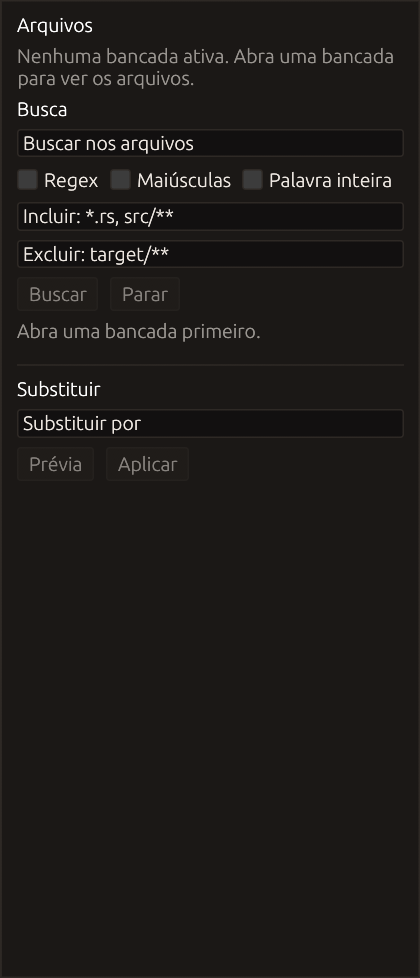 Arquivos
Nenhuma bancada ativa. Abra uma bancada
para ver os arquivos.
Busca
Buscar nos arquivos
Regex Maiúsculas Palavra inteira
Incluir: *.rs, src/**
Excluir: target/**
Buscar Parar
Abra uma bancada primeiro.
Substituir
Substituir por
Prévia Aplicar